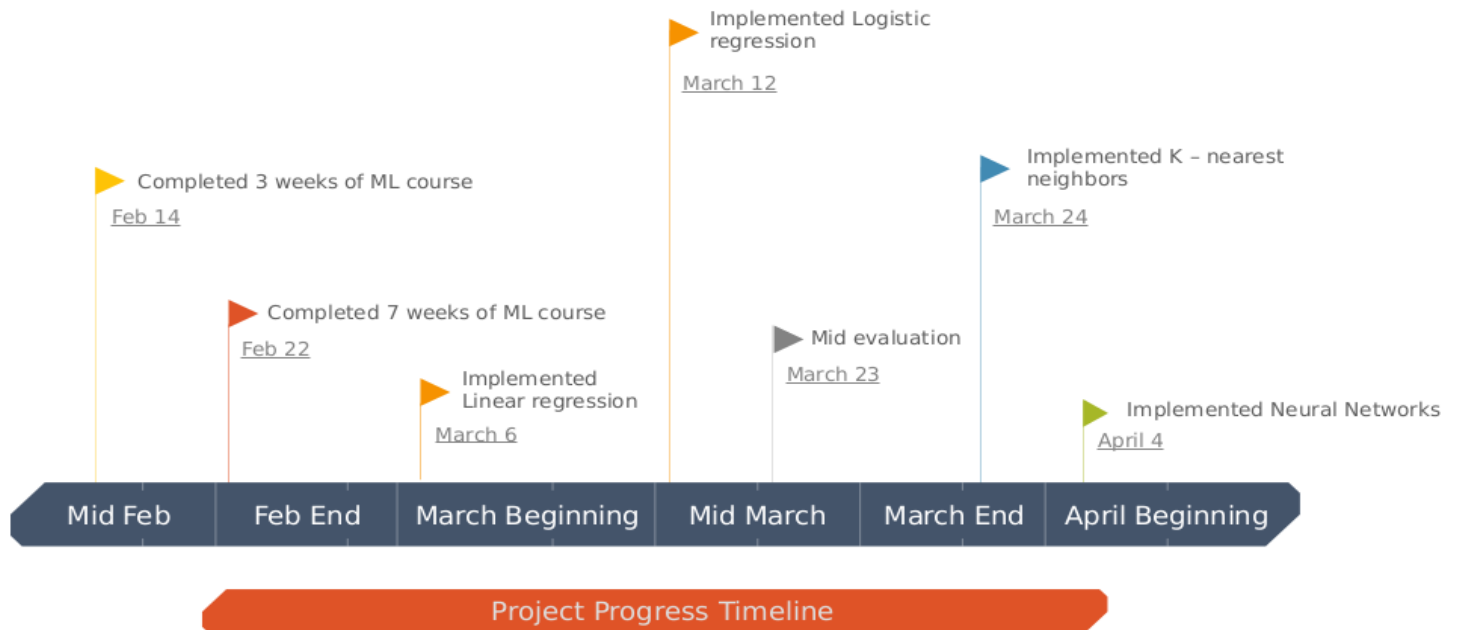 Implemented Logistic
regression
March 12
Completed 3 weeks of ML course
Feb 14
Implemented K – nearest
neighbors
March 24
Completed 7 weeks of ML course
Feb 22
Mid evaluation
March 23
Implemented
Linear regression
March 6
Implemented Neural Networks
April 4
Mid Feb
Feb End
March Beginning
Mid March
March End
April Beginning
Project Progress Timeline